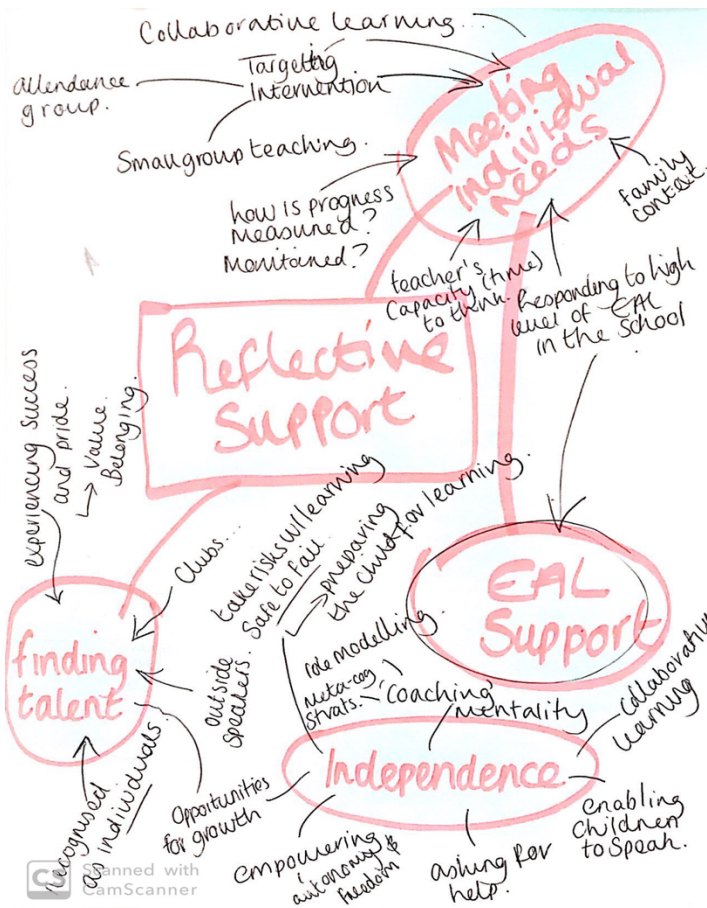 Collaborative learning...
Targeting
Intervention
attendance
group.
Small group teaching.
Meeting
individual
needs
how is progress
measured?
Monitained?
family
context.
teacher's
capacity (time)
to think.
Responding to high
level of EAL
in the School
Reflective
Support
experiencing success
and pride.
↳ Value.
Belonging.
Clubs...
take risks w/ learning
Safe to fail.
↳ preparing
the child for learning.
EAL
Support
finding
talent
outside
speakers.
recognised
as individuals.
Opportunities
for growth
role modelling.
Meta-cog
strats.
Coaching
mentality
collaborative
learning
Independence
empowering
autonomy &
freedom
asking for
help.
enabling
children
to speak.
CS Scanned with
CamScanner